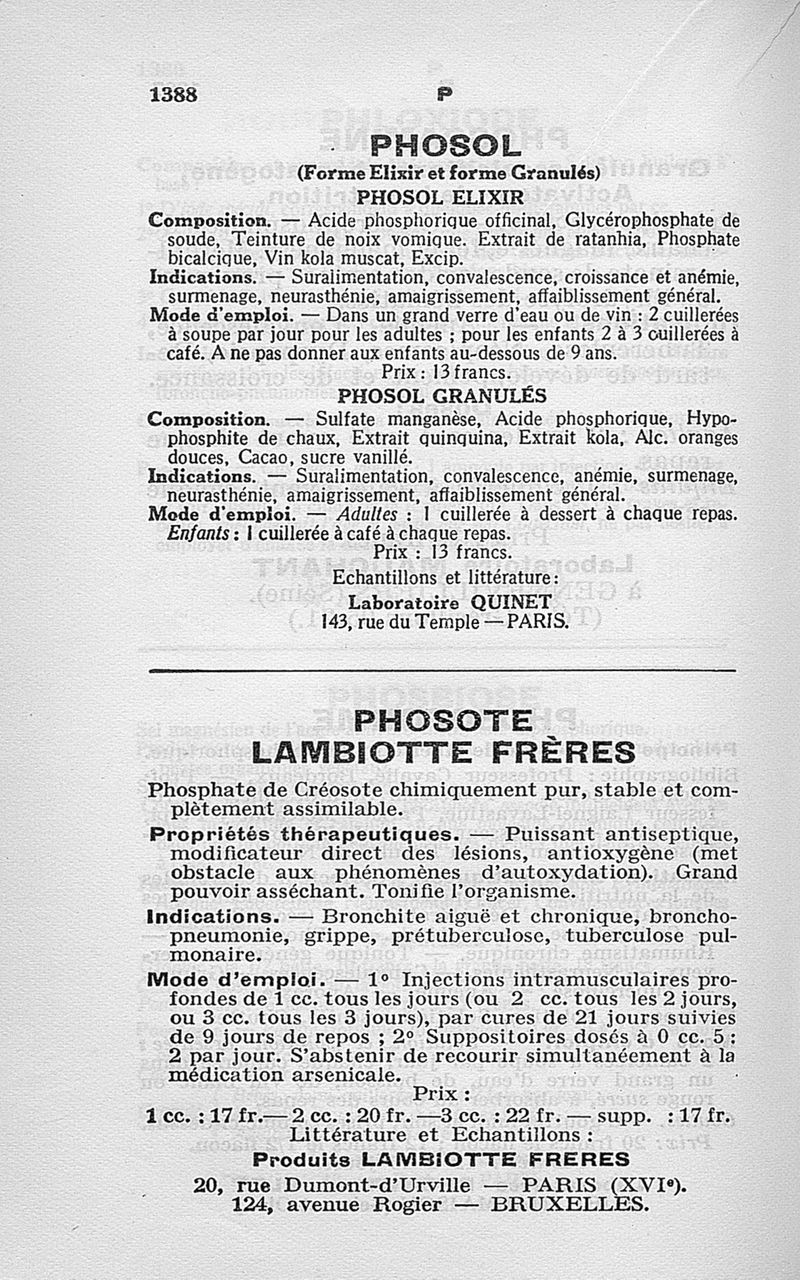 1388
P
PHOSOL
(Forme Elixir et forme Granulés)
PHOSOL ELIXIR
Composition. — Acide phosphorique officinal, Glycérophosphate de
soude, Teinture de noix vomique. Extrait de ratanhia, Phosphate
bicalcique, Vin kola muscat, Excip.
Indications. — Suralimentation, convalescence, croissance et anémie,
surmenage, neurasthénie, amaigrissement, affaiblissement général.
Mode d'emploi. — Dans un grand verre d'eau ou de vin : 2 cuillerées
à soupe par jour pour les adultes ; pour les enfants 2 à 3 cuillerées à
café. A ne pas donner aux enfants au-dessous de 9 ans.
Prix : 13 francs.
PHOSOL GRANULÉS
Composition. — Sulfate manganèse, Acide phosphorique, Hypo-
phosphite de chaux, Extrait quinquina, Extrait kola, Alc. oranges
douces, Cacao, sucre vanillé.
Indications. — Suralimentation, convalescence, anémie, surmenage,
neurasthénie, amaigrissement, affaiblissement général.
Mode d'emploi. — Adultes : 1 cuillerée à dessert à chaque repas.
Enfants : 1 cuillerée à café à chaque repas.
Prix : 13 francs.
Echantillons et littérature :
Laboratoire QUINET
143, rue du Temple — PARIS.
PHOSOTE
LAMBIOTTE FRÈRES
Phosphate de Créosote chimiquement pur, stable et com-
plètement assimilable.
Propriétés thérapeutiques. — Puissant antiseptique,
modificateur direct des lésions, antioxygène (met
obstacle aux phénomènes d'autoxydation). Grand
pouvoir asséchant. Tonifie l'organisme.
Indications. — Bronchite aiguë et chronique, broncho-
pneumonie, grippe, prétuberculose, tuberculose pul-
monaire.
Mode d'emploi. — 1° Injections intramusculaires pro-
fondes de 1 cc. tous les jours (ou 2 cc. tous les 2 jours,
ou 3 cc. tous les 3 jours), par cures de 21 jours suivies
de 9 jours de repos ; 2° Suppositoires dosés à 0 cc. 5 :
2 par jour. S'abstenir de recourir simultanément à la
médication arsenicale.
Prix :
1 cc. : 17 fr. — 2 cc. : 20 fr. — 3 cc. : 22 fr. — supp. : 17 fr.
Littérature et Echantillons :
Produits LAMBIOTTE FRERES
20, rue Dumont-d'Urville — PARIS (XVIe).
124, avenue Rogier — BRUXELLES.